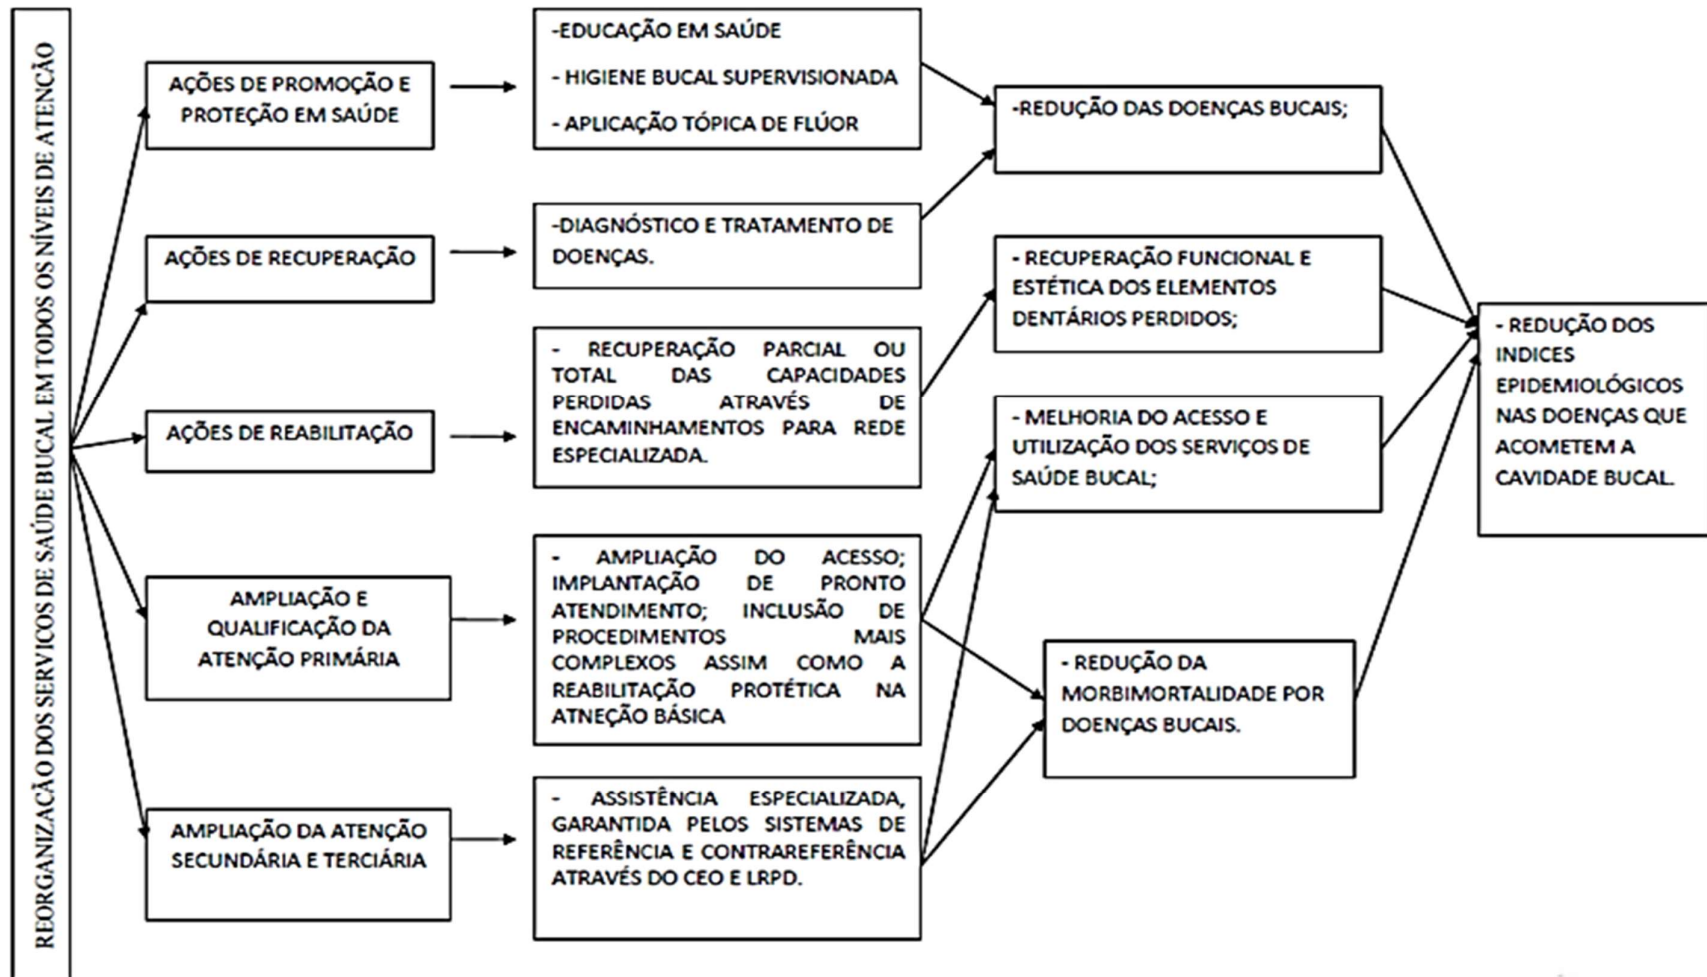 REORGANIZAÇÃO DOS SERVICOS DE SAÚDE BUCAL EM TODOS OS NÍVEIS DE ATENÇÃO
AÇÕES DE PROMOÇÃO E
PROTEÇÃO EM SAÚDE
AÇÕES DE RECUPERAÇÃO
AÇÕES DE REABILITAÇÃO
AMPLIAÇÃO E
QUALIFICAÇÃO DA
ATENÇÃO PRIMÁRIA
AMPLIAÇÃO DA ATENÇÃO
SECUNDÁRIA E TERCIÁRIA
-EDUCAÇÃO EM SAÚDE
- HIGIENE BUCAL SUPERVISIONADA
- APLICAÇÃO TÓPICA DE FLÚOR
-DIAGNÓSTICO E TRATAMENTO DE
DOENÇAS.
- RECUPERAÇÃO PARCIAL OU
TOTAL DAS CAPACIDADES
PERDIDAS ATRAVÉS DE
ENCAMINHAMENTOS PARA REDE
ESPECIALIZADA.
- AMPLIAÇÃO DO ACESSO;
IMPLANTAÇÃO DE PRONTO
ATENDIMENTO; INCLUSÃO DE
PROCEDIMENTOS MAIS
COMPLEXOS ASSIM COMO A
REABILITAÇÃO PROTÉTICA NA
ATNEÇÃO BÁSICA
- ASSISTÊNCIA ESPECIALIZADA,
GARANTIDA PELOS SISTEMAS DE
REFERÊNCIA E CONTRAREFERÊNCIA
ATRAVÉS DO CEO E LRPD.
-REDUÇÃO DAS DOENÇAS BUCAIS;
- RECUPERAÇÃO FUNCIONAL E
ESTÉTICA DOS ELEMENTOS
DENTÁRIOS PERDIDOS;
- MELHORIA DO ACESSO E
UTILIZAÇÃO DOS SERVIÇOS DE
SAÚDE BUCAL;
- REDUÇÃO DA
MORBIMORTALIDADE POR
DOENÇAS BUCAIS.
- REDUÇÃO DOS
INDICES
EPIDEMIOLÓGICOS
NAS DOENÇAS QUE
ACOMETEM A
CAVIDADE BUCAL.